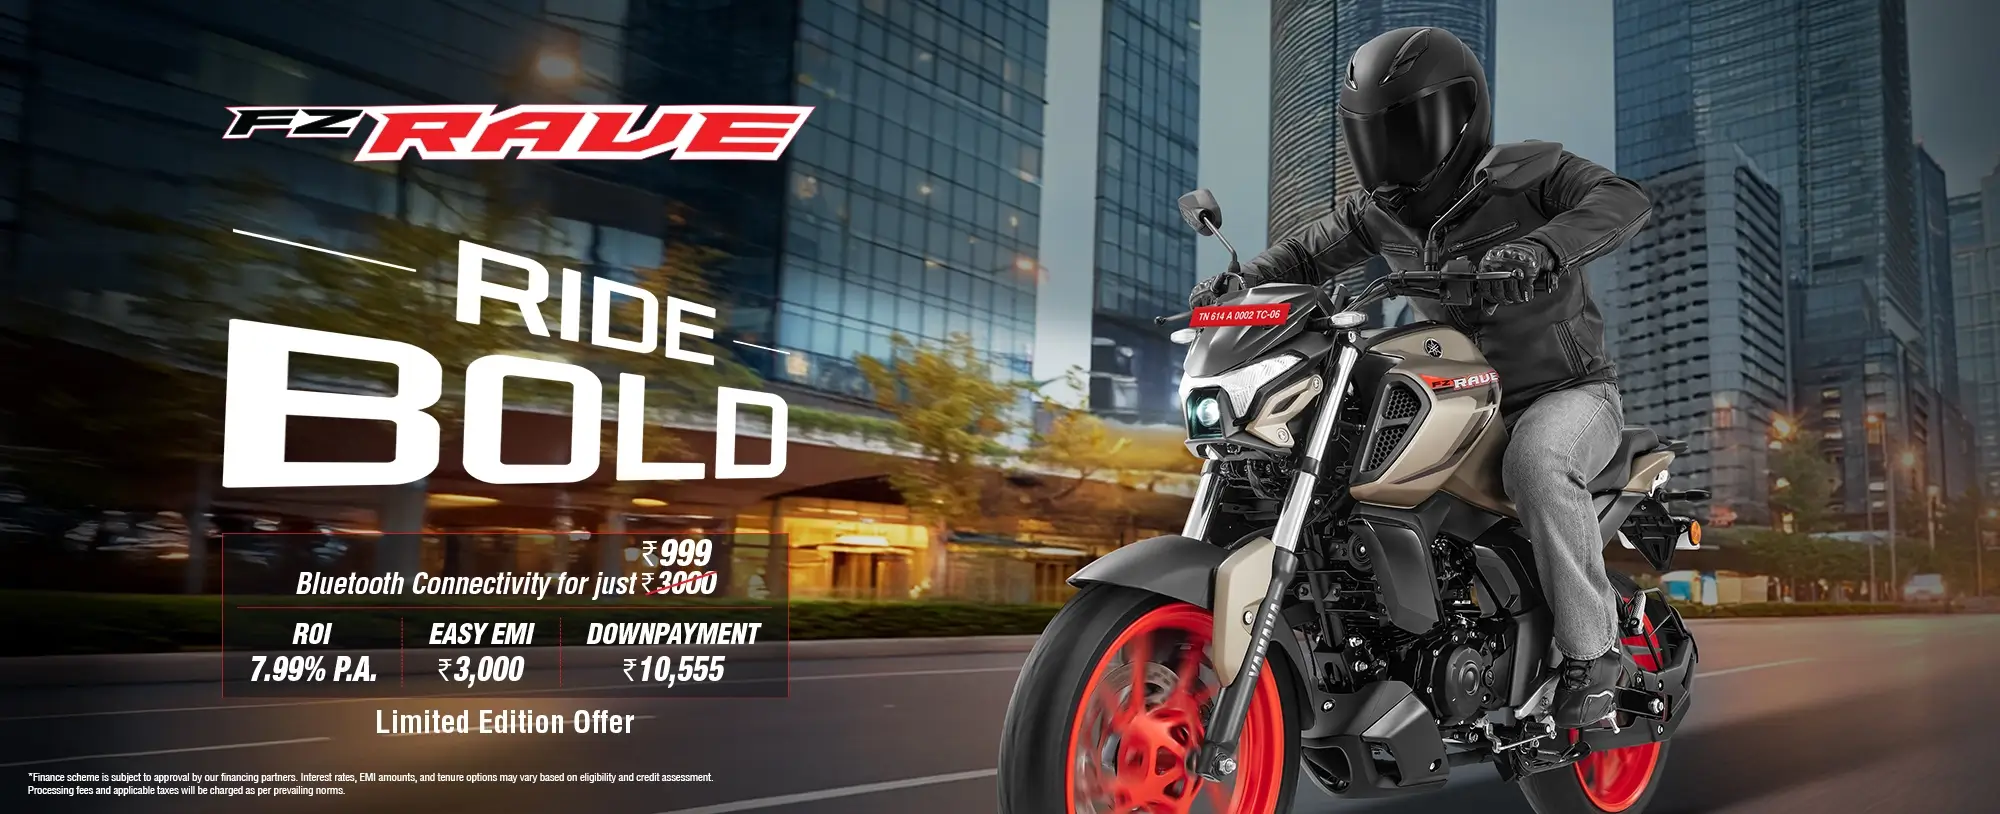 FZ RAVE
RIDE
BOLD
₹999
Bluetooth Connectivity for just ₹3000
ROI
7.99% P.A.
EASY EMI
₹3,000
DOWNPAYMENT
₹10,555
Limited Edition Offer
*Finance scheme is subject to approval by our financing partners. Interest rates, EMI amounts, and tenure options may vary based on eligibility and credit assessment.
Processing fees and applicable taxes will be charged as per prevailing norms.
TN 614 A 0002 TC-06
FZ RAVE
YAMAHA